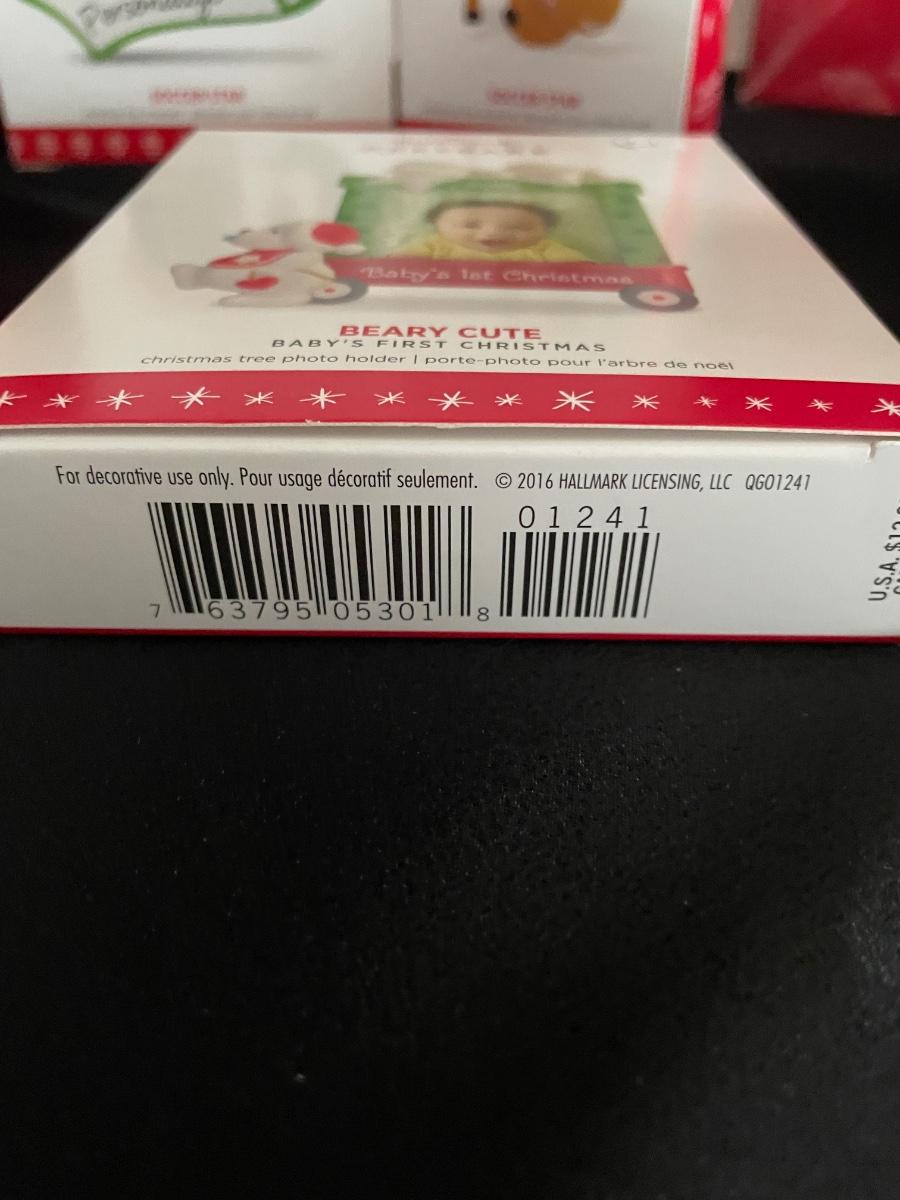 Baby's 1st Christmas
BEARY CUTE
BABY'S FIRST CHRISTMAS
christmas tree photo holder | porte-photo pour l'arbre de noël
For decorative use only. Pour usage décoratif seulement. © 2016 HALLMARK LICENSING, LLC QGO1241
01241
7 63795 05301 8
U.S.A.